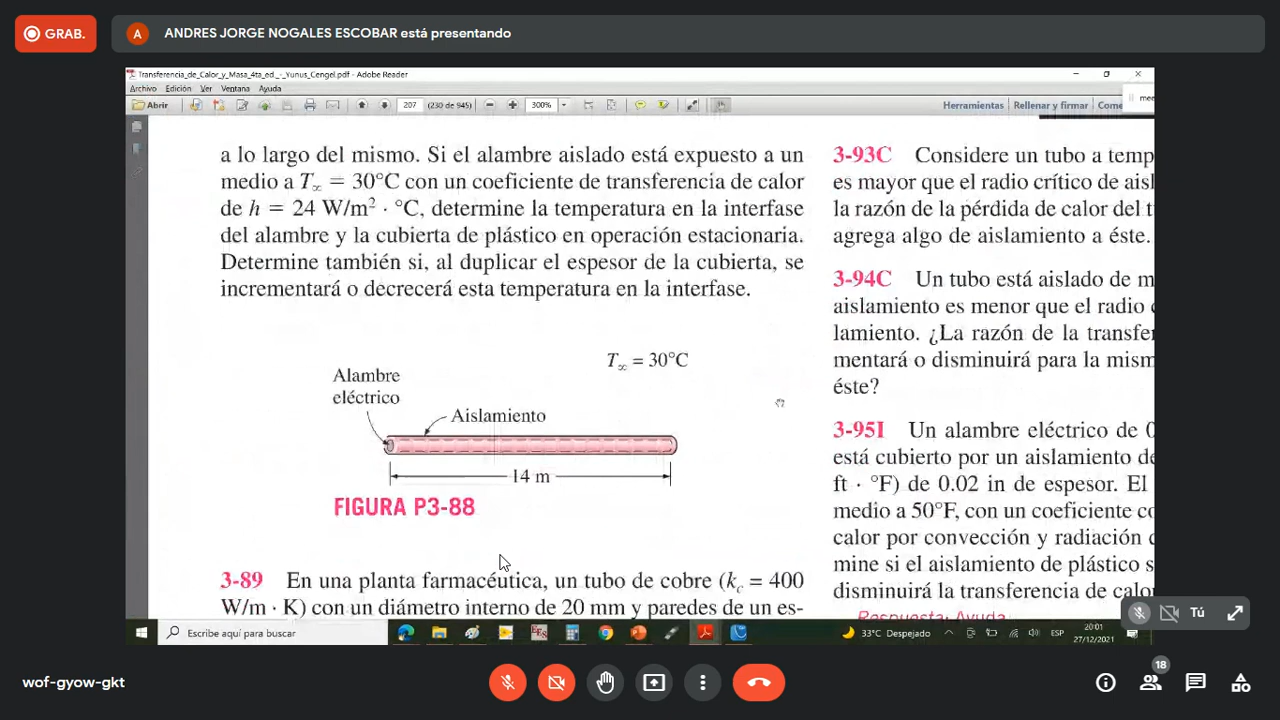 GRAB.
A
ANDRES JORGE NOGALES ESCOBAR está presentando
Transferencia_de_Calor_y_Masa_4ta_ed_-_Yunus_Cengel.pdf - Adobe Reader
Archivo Edición Ver Ventana Ayuda
Abrir
207
(230 de 945)
300%
Herramientas
Rellenar y firmar
Come
mee
a lo largo del mismo. Si el alambre aislado está expuesto a un
medio a T∞ = 30°C con un coeficiente de transferencia de calor
de h = 24 W/m² · °C, determine la temperatura en la interfase
del alambre y la cubierta de plástico en operación estacionaria.
Determine también si, al duplicar el espesor de la cubierta, se
incrementará o decrecerá esta temperatura en la interfase.
T∞ = 30°C
Alambre
eléctrico
Aislamiento
14 m
FIGURA P3-88
3-89 En una planta farmacéutica, un tubo de cobre (kc = 400
W/m · K) con un diámetro interno de 20 mm y paredes de un es-
3-93C Considere un tubo a temp
es mayor que el radio crítico de aisl
la razón de la pérdida de calor del t
agrega algo de aislamiento a éste.
3-94C Un tubo está aislado de m
aislamiento es menor que el radio c
lamiento. ¿La razón de la transfere
mentará o disminuirá para la mism
éste?
3-95I Un alambre eléctrico de 0
está cubierto por un aislamiento de
ft · °F) de 0.02 in de espesor. El
medio a 50°F, con un coeficiente co
calor por convección y radiación d
mine si el aislamiento de plástico s
disminuirá la transferencia de calor
Respuesta: Ayuda
Tú
Escribe aquí para buscar
33°C Despejado
ESP
20:01
27/12/2021
wof-gyow-gkt
18